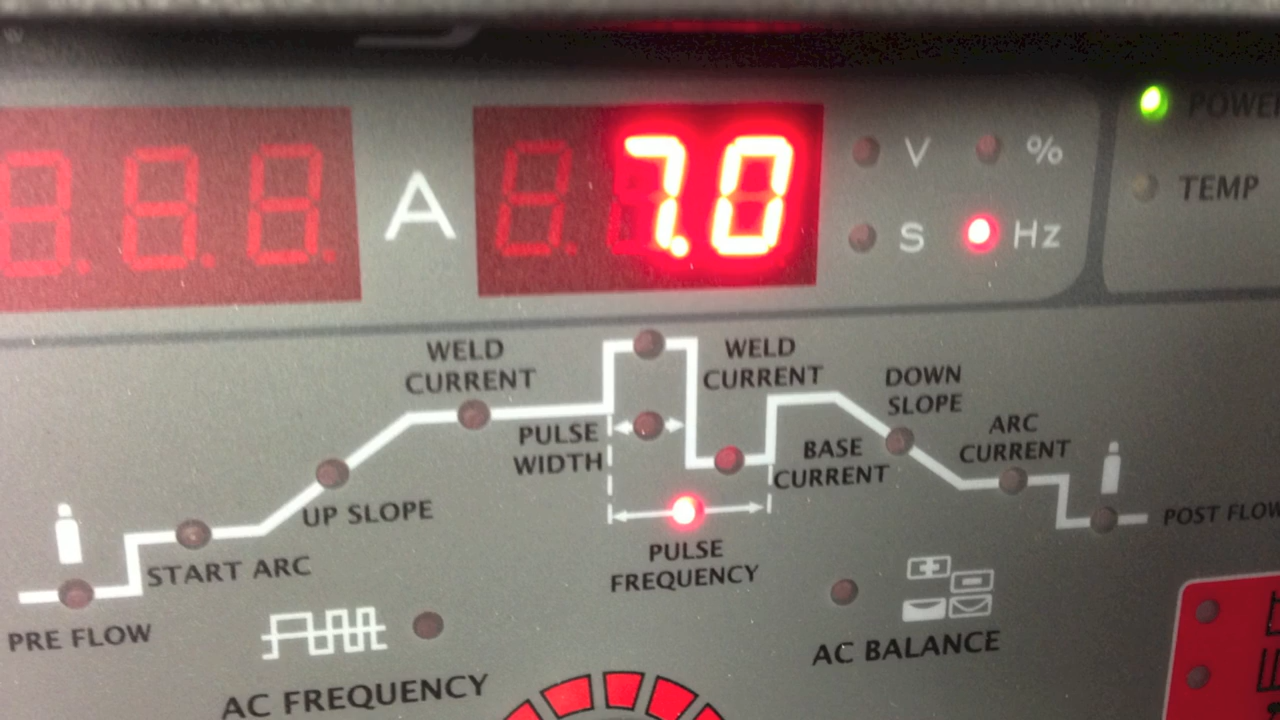 A
7.0
V
%
S
Hz
POWER
TEMP
WELD
CURRENT
WELD
CURRENT
DOWN
SLOPE
PULSE
WIDTH
BASE
CURRENT
ARC
CURRENT
UP SLOPE
POST FLOW
START ARC
PULSE
FREQUENCY
PRE FLOW
AC BALANCE
AC FREQUENCY